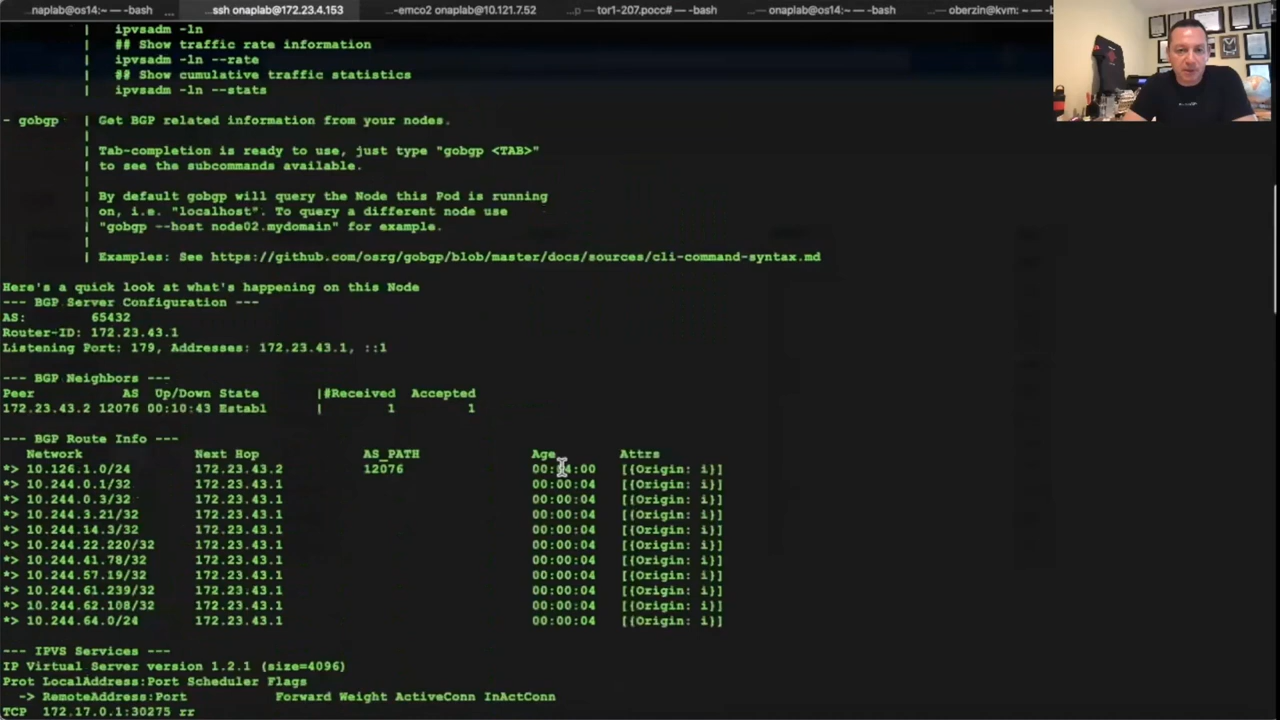 naplab@os14:~ — -bash ... ...ssh onaplab@172.23.4.153 ...-emco2 onaplab@10.121.7.52 ...p — tor1-207.pocc# — -bash ...onaplab@os14:~ — -bash ... oberzin@kvm: ~ — -b
| ipvsadm -ln
| ## Show traffic rate information
| ipvsadm -ln --rate
| ## Show cumulative traffic statistics
| ipvsadm -ln --stats
- gobgp | Get BGP related information from your nodes.
|
| Tab-completion is ready to use, just type "gobgp <TAB>"
| to see the subcommands available.
|
| By default gobgp will query the Node this Pod is running
| on, i.e. "localhost". To query a different node use
| "gobgp --host node02.mydomain" for example.
|
| Examples: See https://github.com/osrg/gobgp/blob/master/docs/sources/cli-command-syntax.md
Here's a quick look at what's happening on this Node
--- BGP Server Configuration ---
AS: 65432
Router-ID: 172.23.43.1
Listening Port: 179, Addresses: 172.23.43.1, ::1
--- BGP Neighbors ---
Peer AS Up/Down State |#Received Accepted
172.23.43.2 12076 00:10:43 Establ | 1 1
--- BGP Route Info ---
Network Next Hop AS_PATH Age Attrs
*> 10.126.1.0/24 172.23.43.2 12076 [{Origin: i}]
*> 10.244.0.1/32 172.23.43.1 00:00:04 [{Origin: i}]
*> 10.244.0.3/32 172.23.43.1 00:00:04 [{Origin: i}]
*> 10.244.3.21/32 172.23.43.1 00:00:04 [{Origin: i}]
*> 10.244.14.3/32 172.23.43.1 00:00:04 [{Origin: i}]
*> 10.244.22.220/32 172.23.43.1 00:00:04 [{Origin: i}]
*> 10.244.41.78/32 172.23.43.1 00:00:04 [{Origin: i}]
*> 10.244.57.19/32 172.23.43.1 00:00:04 [{Origin: i}]
*> 10.244.61.239/32 172.23.43.1 00:00:04 [{Origin: i}]
*> 10.244.62.108/32 172.23.43.1 00:00:04 [{Origin: i}]
*> 10.244.64.0/24 172.23.43.1 00:00:04 [{Origin: i}]
--- IPVS Services ---
IP Virtual Server version 1.2.1 (size=4096)
Prot LocalAddress:Port Scheduler Flags
-> RemoteAddress:Port Forward Weight ActiveConn InActConn
TCP 172.17.0.1:30275 rr